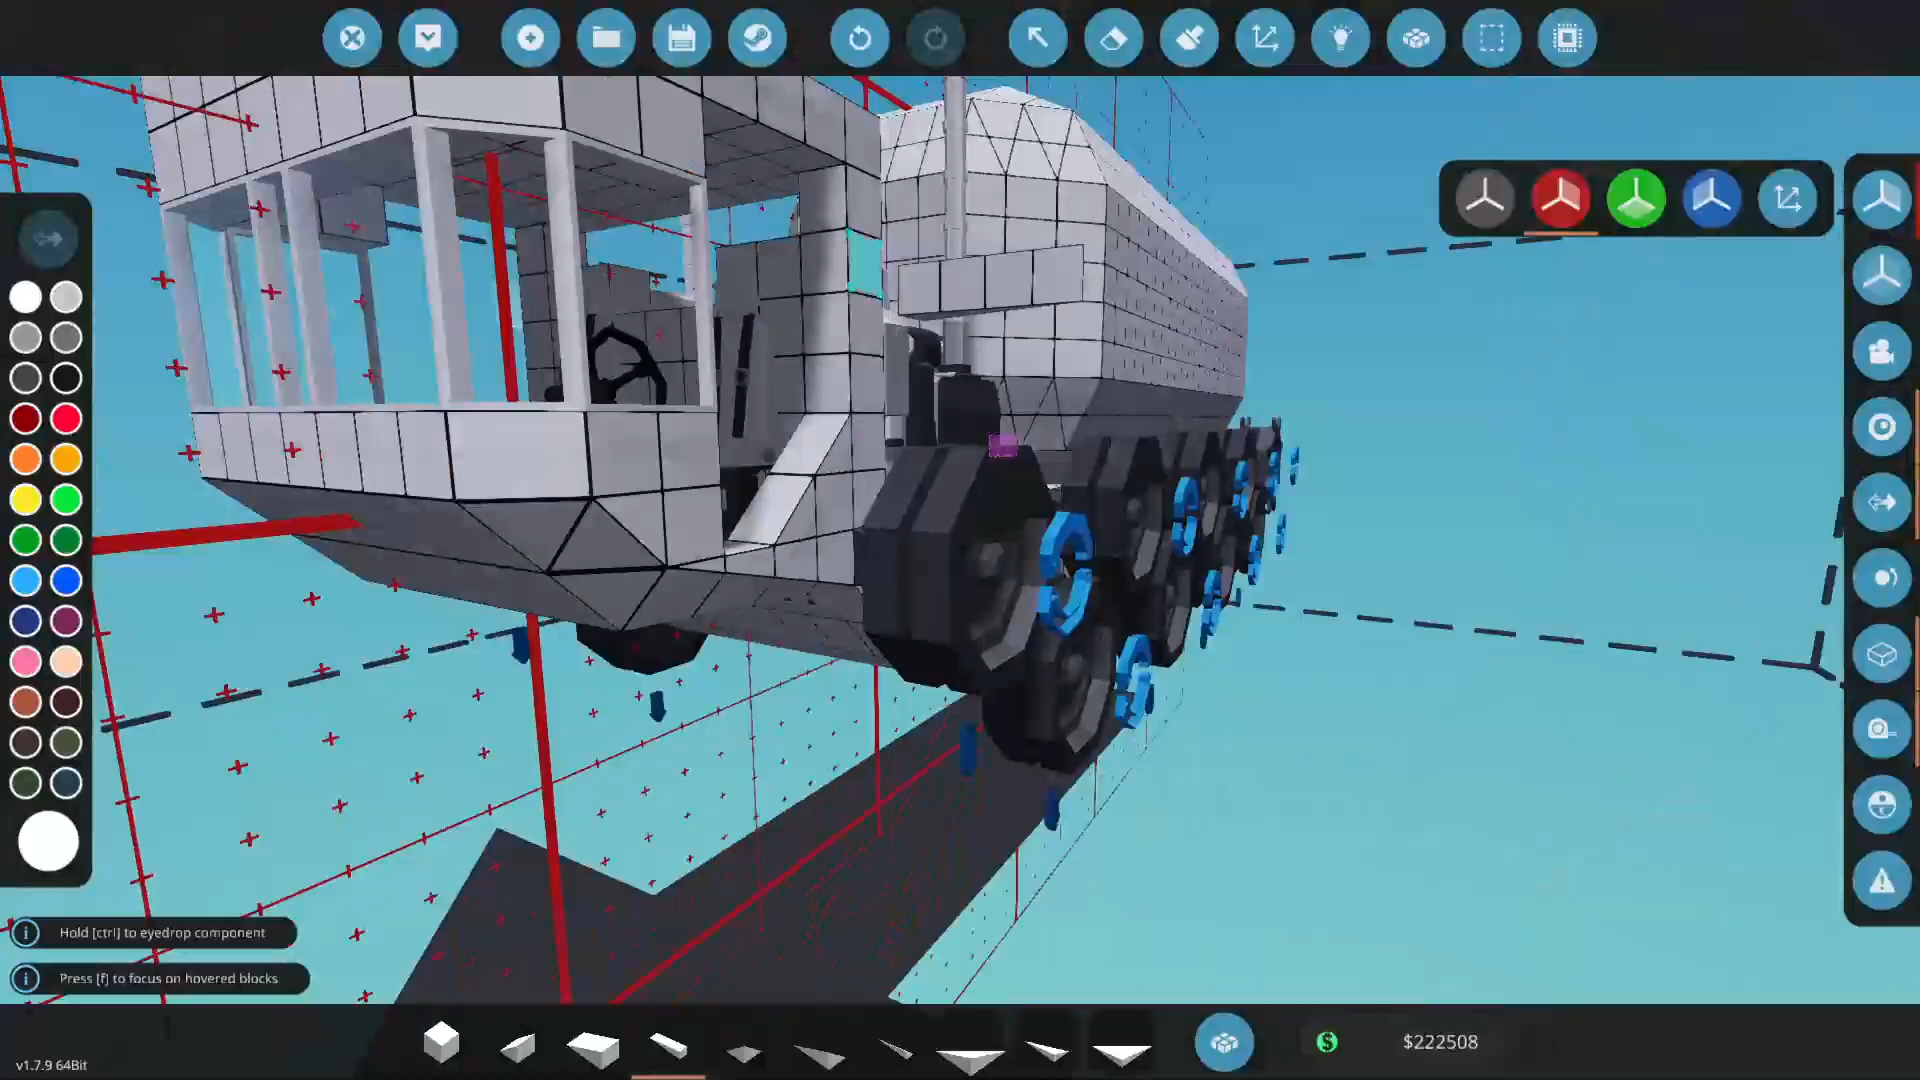 Hold [ctrl] to eyedrop component
Press [f] to focus on hovered blocks
$222508
v1.7.9 64Bit